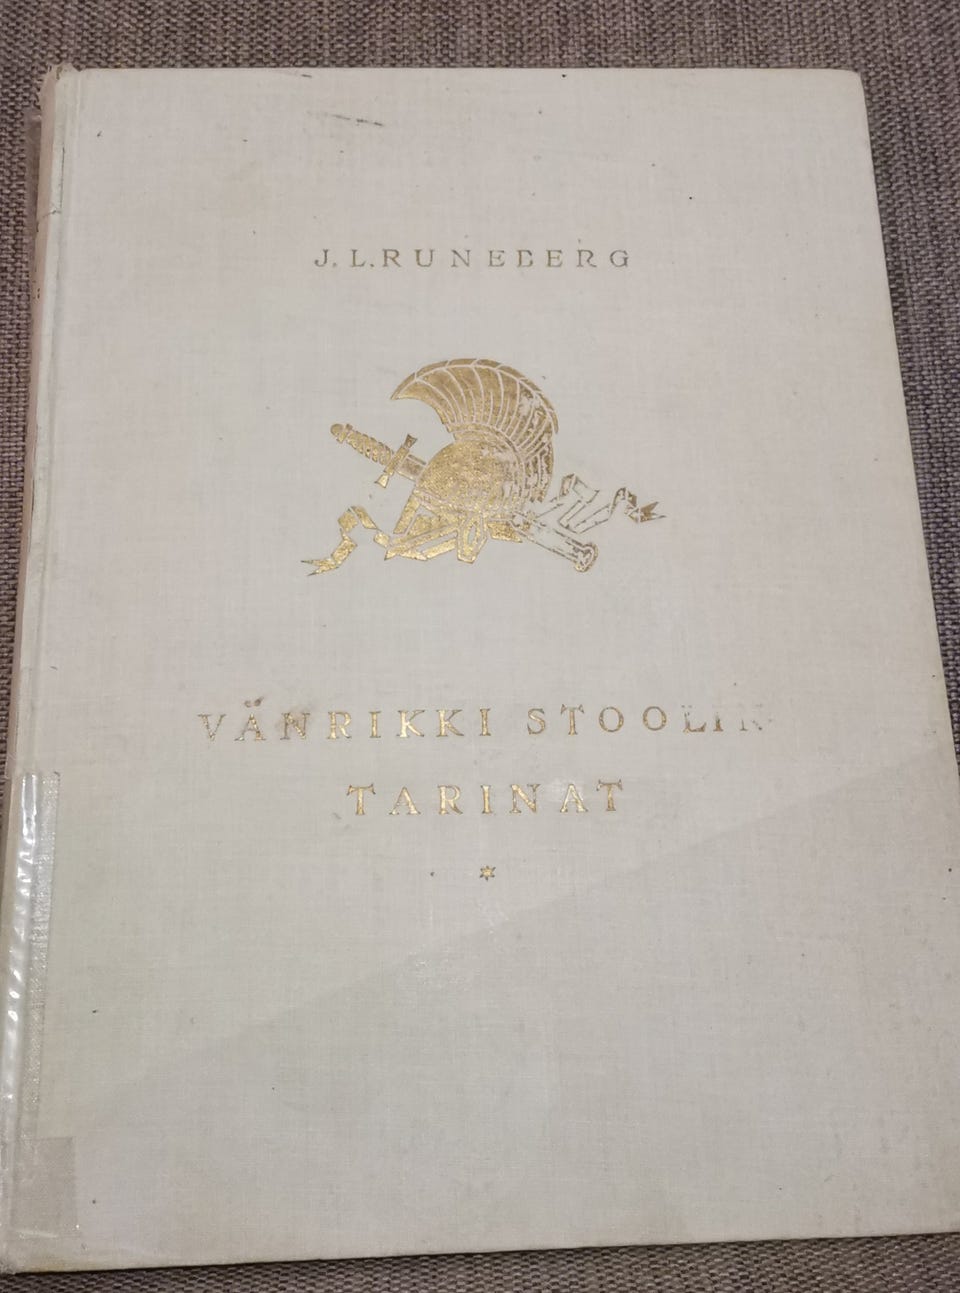 J. L. RUNEBERG
VÄNRIKKI STOOLIN
TARINAT